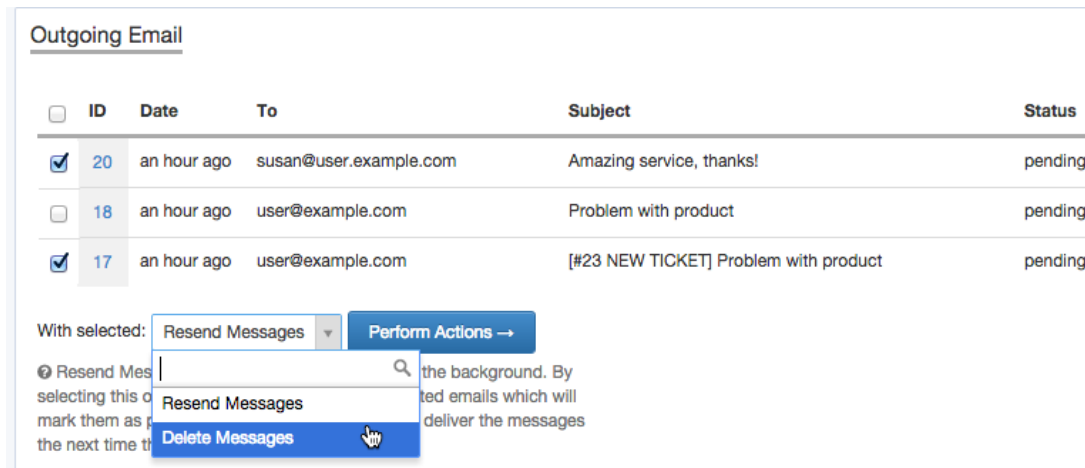 Outgoing Email
ID Date To Subject Status
20 an hour ago susan@user.example.com Amazing service, thanks! pending
18 an hour ago user@example.com Problem with product pending
17 an hour ago user@example.com [#23 NEW TICKET] Problem with product pending
With selected: Resend Messages Perform Actions →
Resend Mes the background. By
selecting this o ted emails which will
Resend Messages
mark them as p deliver the messages
Delete Messages
the next time th